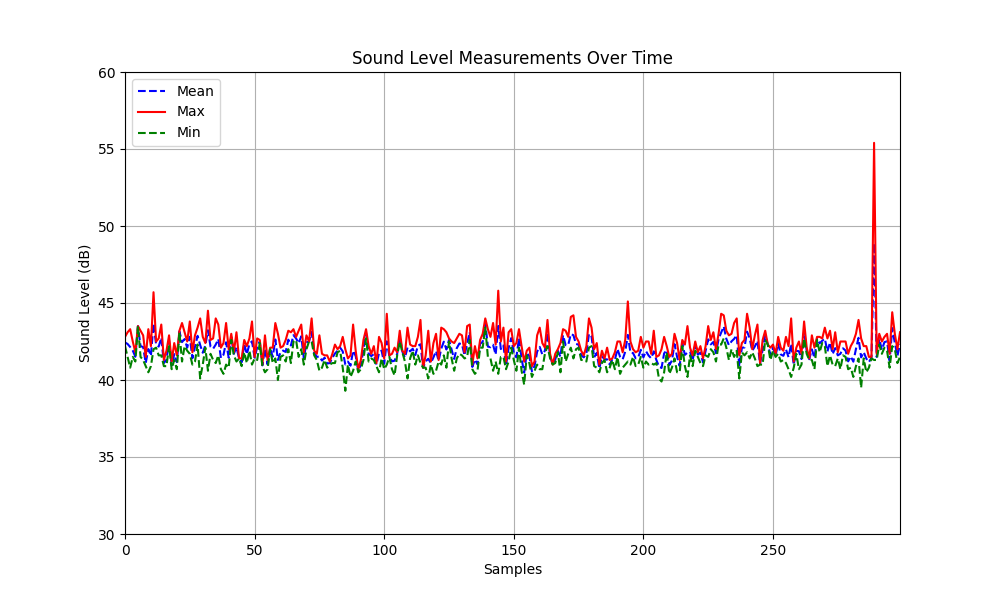 Sound Level Measurements Over Time
60
55
50
45
40
35
30
Sound Level (dB)
Mean
Max
Min
0 50 100 150 200 250
Samples